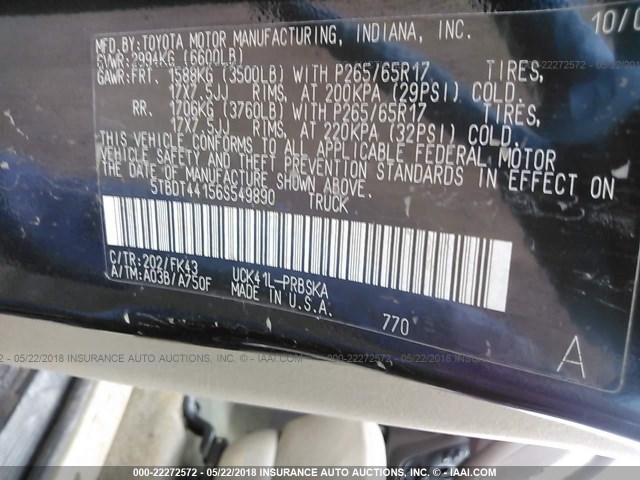 MFD.BY:TOYOTA MOTOR MANUFACTURING, INDIANA, INC. 10/0
GVWR:2994KG (6600LB)
GAWR:FRT. 1588KG (3500LB) WITH P265/65R17 TIRES,
17X7.5JJ RIMS, AT 200KPA (29PSI) COLD.
RR. 1706KG (3760LB) WITH P265/65R17 TIRES,
17X7.5JJ RIMS, AT 220KPA (32PSI) COLD.
THIS VEHICLE CONFORMS TO ALL APPLICABLE FEDERAL MOTOR
VEHICLE SAFETY AND THEFT PREVENTION STANDARDS IN EFFECT ON
THE DATE OF MANUFACTURE SHOWN ABOVE.
5TBDT44156S549890 TRUCK
C/TR:202/FK43 UCK41L-PRBSKA
A/TM:A03B/A750F MADE IN U.S.A.
770
A
000-22272572 - 05/22/2018 INSURANCE AUTO AUCTIONS, INC. - © - IAAI.COM